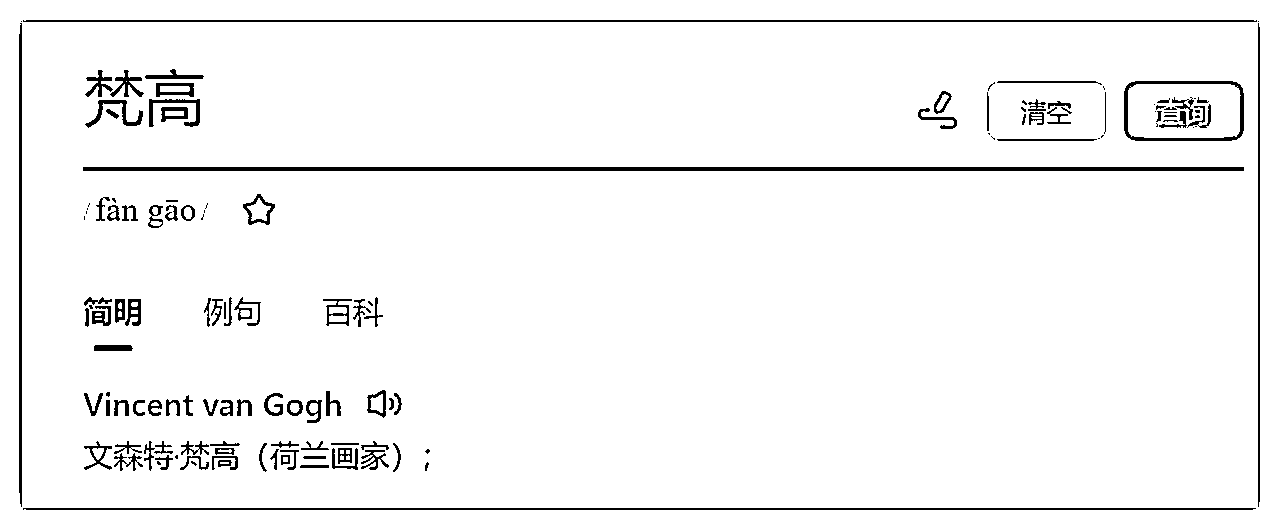 梵高
清空 查询
/ fàn gāo /
简明 例句 百科
Vincent van Gogh
文森特·梵高（荷兰画家）；